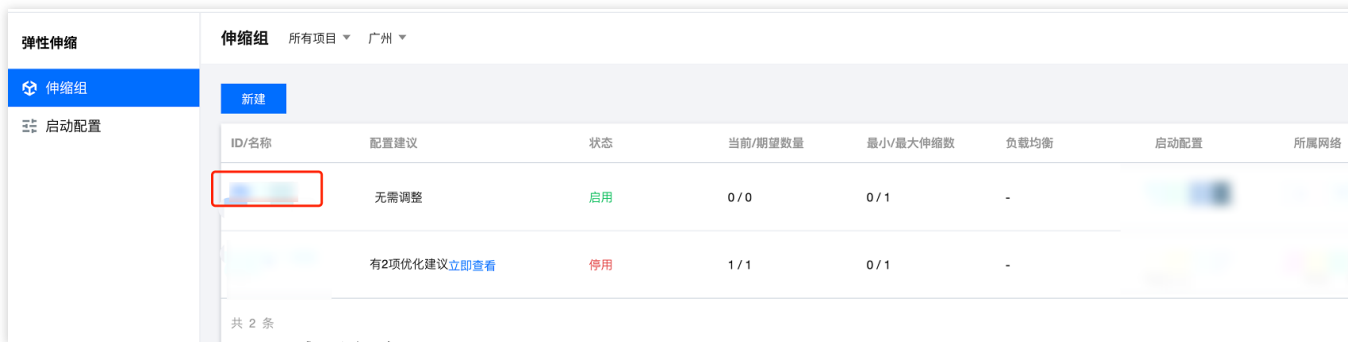 弹性伸缩
伸缩组 所有项目 广州
伸缩组
启动配置
新建
ID/名称 配置建议 状态 当前/期望数量 最小/最大伸缩数 负载均衡 启动配置 所属网络
无需调整 启用 0 / 0 0 / 1 -
有2项优化建议立即查看 停用 1 / 1 0 / 1 -
共 2 条